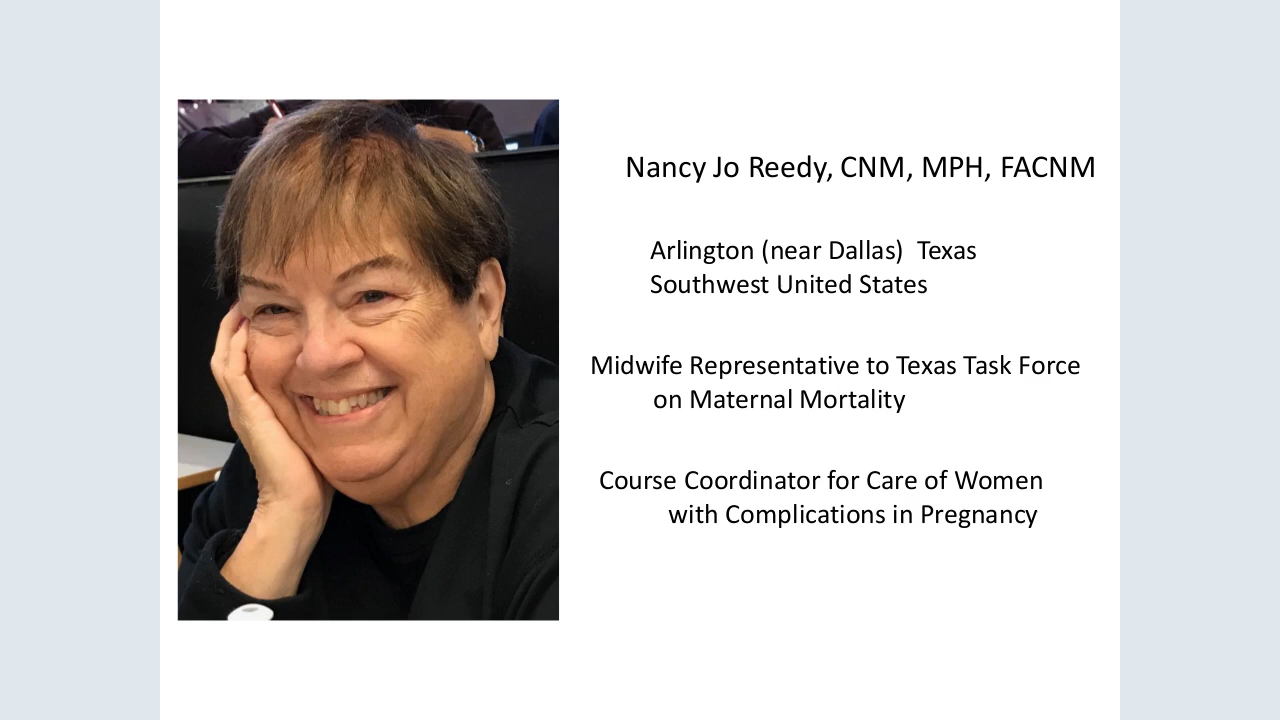 Nancy Jo Reedy, CNM, MPH, FACNM
Arlington (near Dallas)  Texas
Southwest United States
Midwife Representative to Texas Task Force
on Maternal Mortality
Course Coordinator for Care of Women
with Complications in Pregnancy